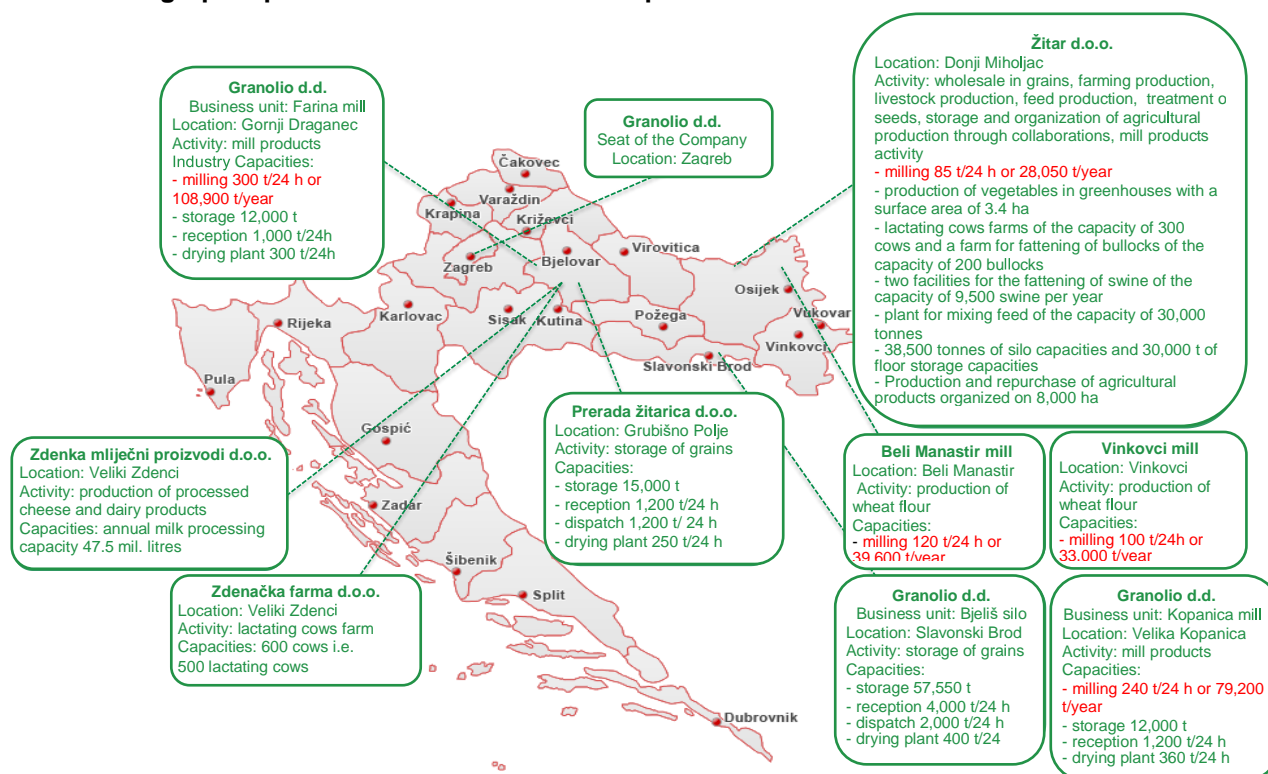 Granolio d.d.
Business unit: Farina mill
Location: Gornji Draganec
Activity: mill products
Industry Capacities:
- milling 300 t/24 h or
108,900 t/year
- storage 12,000 t
- reception 1,000 t/24h
- drying plant 300 t/24h
Granolio d.d.
Seat of the Company
Location: Zagreb
Žitar d.o.o.
Location: Donji Miholjac
Activity: wholesale in grains, farming production,
livestock production, feed production, treatment o
seeds, storage and organization of agricultural
production through collaborations, mill products
activity
- milling 85 t/24 h or 28,050 t/year
- production of vegetables in greenhouses with a
surface area of 3.4 ha
- lactating cows farms of the capacity of 300
cows and a farm for fattening of bullocks of the
capacity of 200 bullocks
- two facilities for the fattening of swine of the
capacity of 9,500 swine per year
- plant for mixing feed of the capacity of 30,000
tonnes
- 38,500 tonnes of silo capacities and 30,000 t of
floor storage capacities
- Production and repurchase of agricultural
products organized on 8,000 ha
Čakovec
Varaždin
Krapina
Križevci
Virovitica
Zagreb
Bjelovar
Osijek
Rijeka
Karlovac
Sisak
Kutina
Požega
Vukovar
Vinkovci
Slavonski Brod
Pula
Gospić
Zadar
Šibenik
Split
Dubrovnik
Zdenka mliječni proizvodi d.o.o.
Location: Veliki Zdenci
Activity: production of processed
cheese and dairy products
Capacities: annual milk processing
capacity 47.5 mil. litres
Prerada žitarica d.o.o.
Location: Grubišno Polje
Activity: storage of grains
Capacities:
- storage 15,000 t
- reception 1,200 t/24 h
- dispatch 1,200 t/ 24 h
- drying plant 250 t/24 h
Beli Manastir mill
Location: Beli Manastir
Activity: production of
wheat flour
Capacities:
- milling 120 t/24 h or
39,600 t/year
Vinkovci mill
Location: Vinkovci
Activity: production of
wheat flour
Capacities:
- milling 100 t/24h or
33,000 t/year
Zdenačka farma d.o.o.
Location: Veliki Zdenci
Activity: lactating cows farm
Capacities: 600 cows i.e.
500 lactating cows
Granolio d.d.
Business unit: Bjeliš silo
Location: Slavonski Brod
Activity: storage of grains
Capacities:
- storage 57,550 t
- reception 4,000 t/24 h
- dispatch 2,000 t/24 h
- drying plant 400 t/24
Granolio d.d.
Business unit: Kopanica mill
Location: Velika Kopanica
Activity: mill products
Capacities:
- milling 240 t/24 h or 79,200
t/year
- storage 12,000 t
- reception 1,200 t/24 h
- drying plant 360 t/24 h